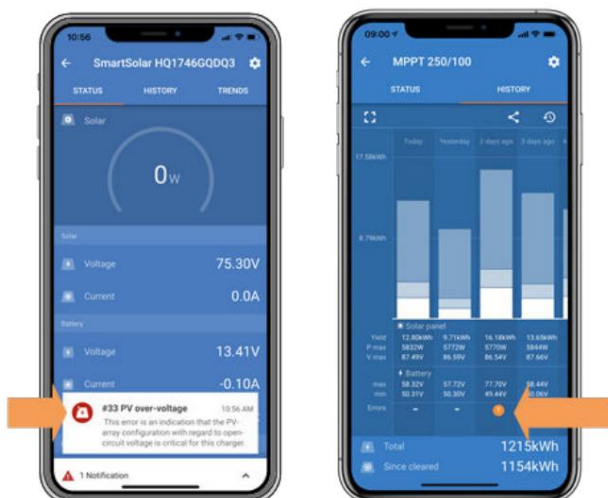 10:56
SmartSolar HQ1746GQDQ3
STATUS HISTORY TRENDS
Solar
0W
Solar
Voltage 75.30V
Current 0.0A
Battery
Voltage 13.41V
Current -0.10A
#33 PV over-voltage 10:56 AM
This error is an indication that the PV-
array configuration with regard to open-
circuit voltage is critical for this charger.
1 Notification
09:00
MPPT 250/100
STATUS HISTORY
Today Yesterday 2 days ago 3 days ago
17.58kWh
8.79kWh
Solar panel
Yield 12.80kWh 9.71kWh 16.18kWh 13.65kWh
P max 5832W 5772W 5770W 5844W
V max 87.49V 86.59V 86.54V 87.66V
Battery
max 58.32V 57.72V 77.70V 58.44V
min 50.31V 50.30V 49.44V
Errors - - 
Total 1215kWh
Since cleared 1154kWh